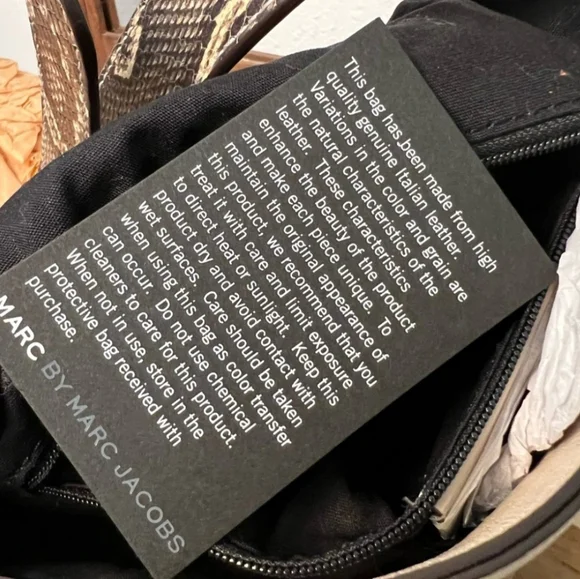 This bag has been made from high
quality genuine Italian leather.
Variations in the color and grain are
the natural characteristics of the
leather. These characteristics
enhance the beauty of the product
and make each piece unique. To
maintain the original appearance of
this product, we recommend that you
treat it with care and limit exposure
to direct heat or sunlight. Keep this
product dry and avoid contact with
wet surfaces. Care should be taken
when using this bag as color transfer
can occur. Do not use chemical
cleaners to care for this product.
When not in use, store in the
protective bag received with
purchase.
MARC BY MARC JACOBS